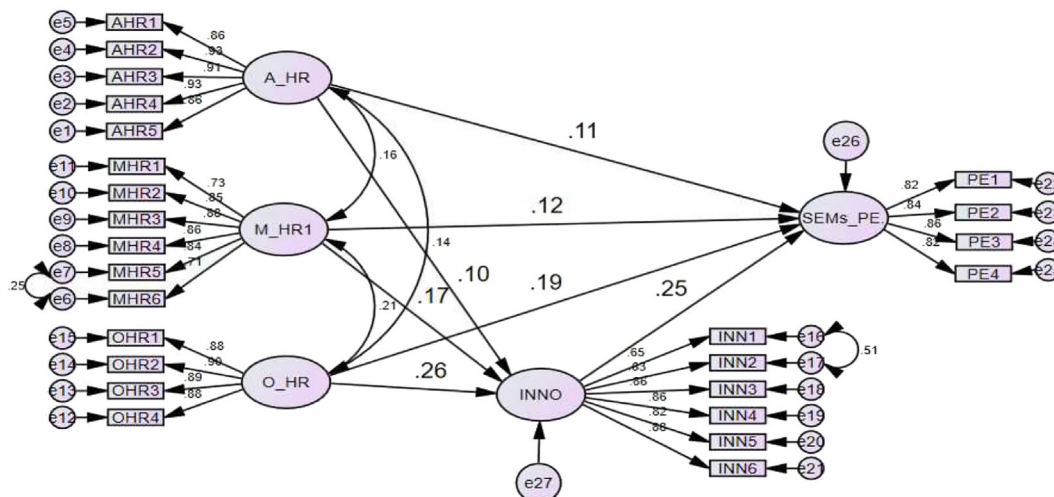 e5 AHR1 .86
e4 AHR2 .93
e3 AHR3 .91
e2 AHR4 .93
e1 AHR5 .86
A_HR
e11 MHR1 .73
e10 MHR2 .85
e9 MHR3 .88
e8 MHR4 .86
e7 MHR5 .84
e6 MHR6 .71
.25
M_HR1
e15 OHR1 .88
e14 OHR2 .90
e13 OHR3 .89
e12 OHR4 .88
O_HR
.16
.14
.21
.11
.12
.19
.10
.17
.26
.25
e26
SEMs_PE.
.82 PE1
.84 PE2
.86 PE3
.82 PE4
INNO
e27
.65 INN1 e16
.63 INN2 e17
.86 INN3 e18
.86 INN4 e19
.82 INN5 e20
.88 INN6 e21
.51